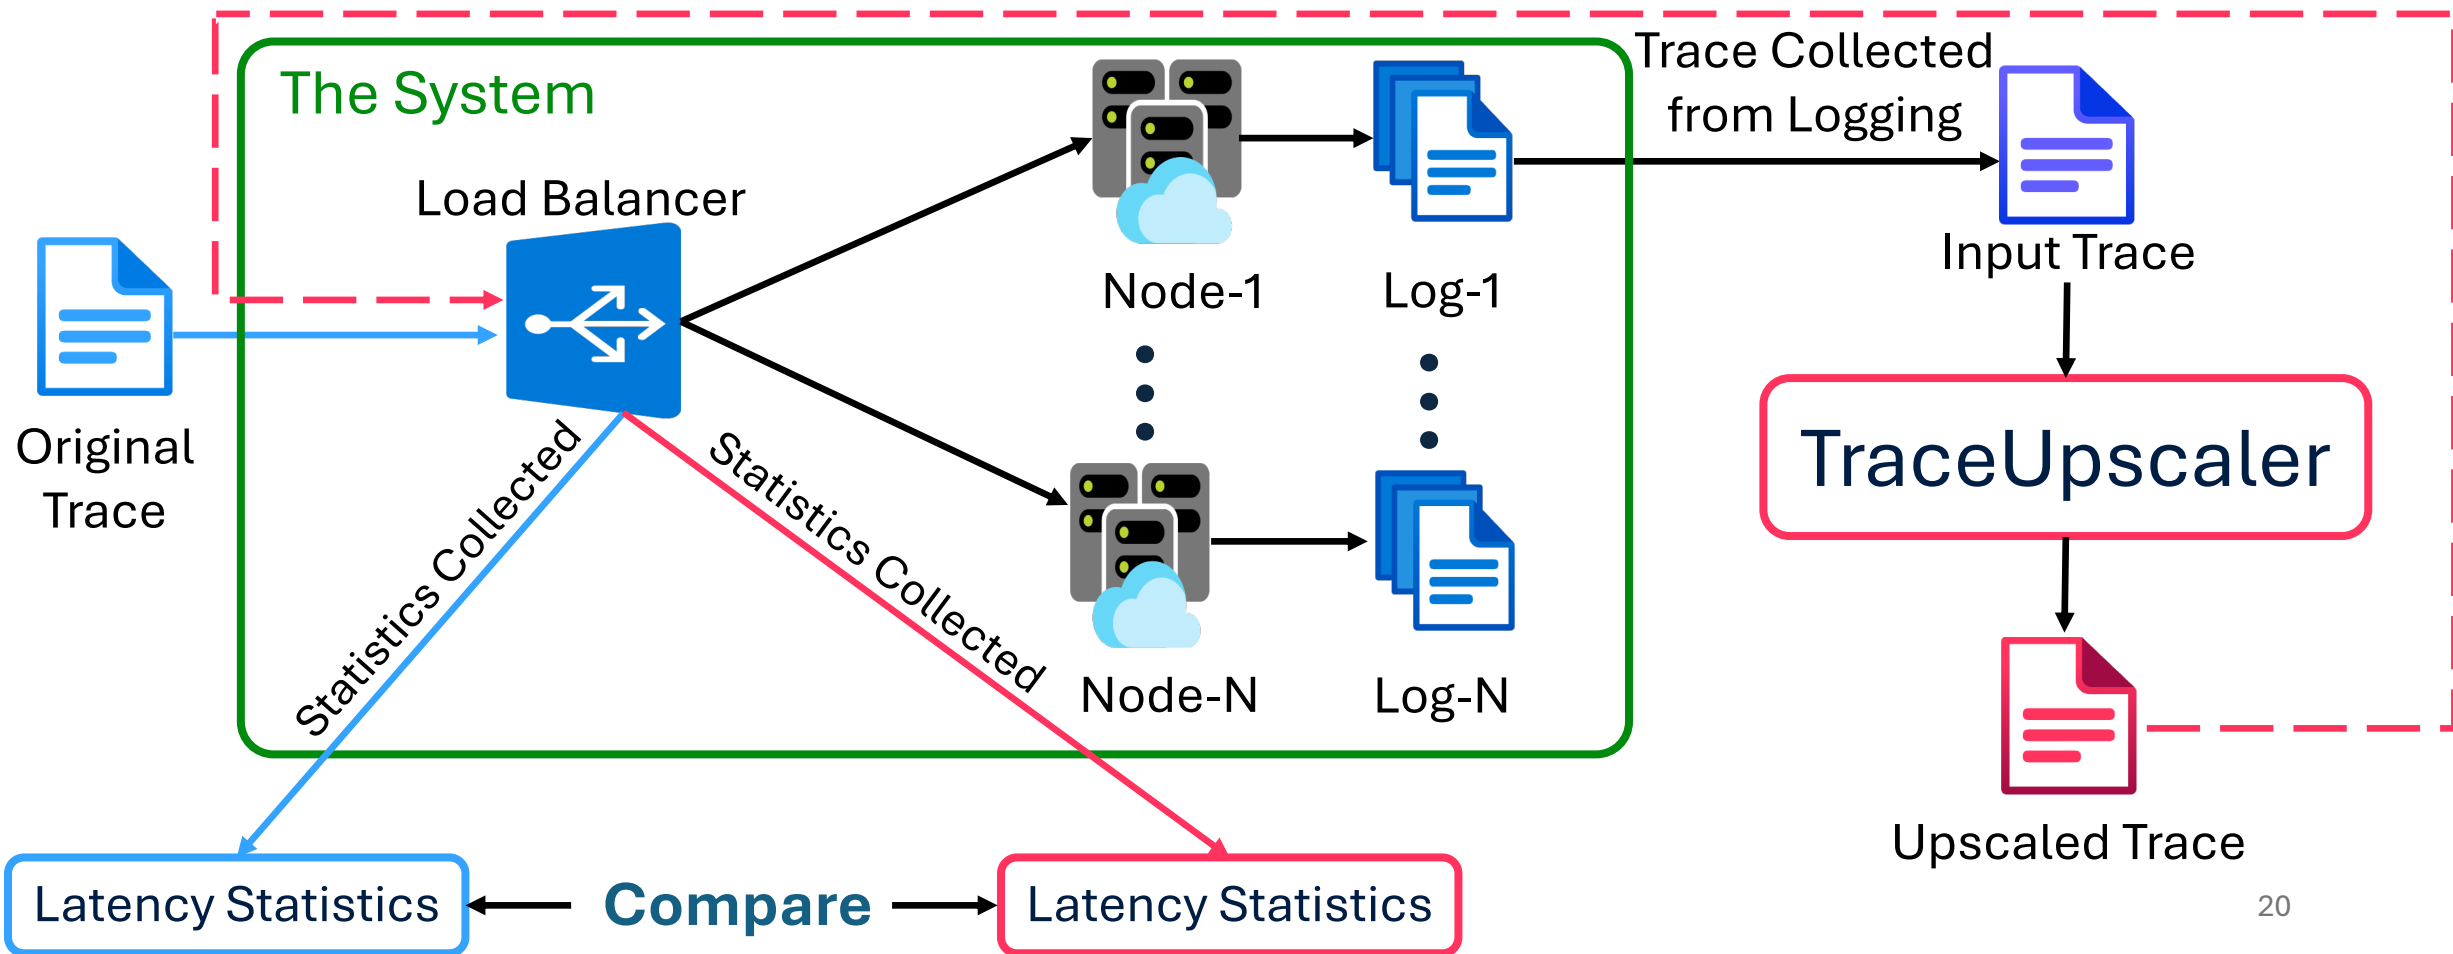 The System
Trace Collected
from Logging
Load Balancer
Input Trace
Node-1
Log-1
Original
Trace
TraceUpscaler
Statistics Collected
Statistics Collected
Node-N
Log-N
Upscaled Trace
Latency Statistics
Compare
Latency Statistics
20